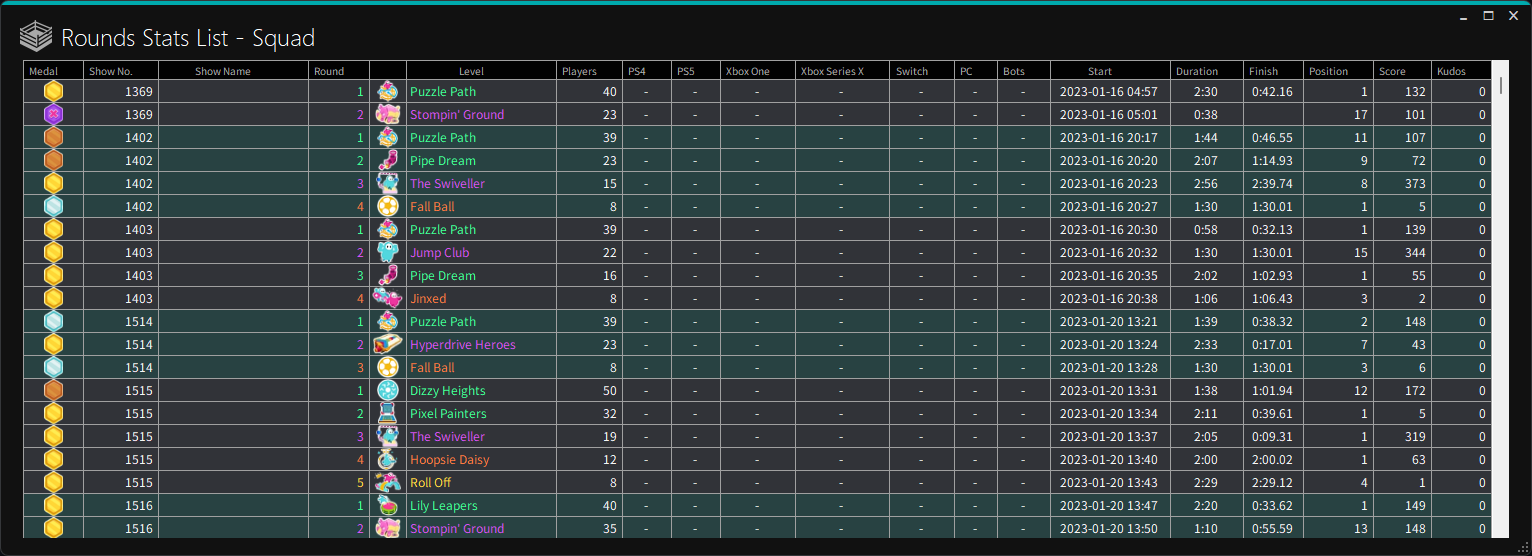 Rounds Stats List - Squad
Medal Show No. Show Name Round Level Players PS4 PS5 Xbox One Xbox Series X Switch PC Bots Start Duration Finish Position Score Kudos
1369 1 Puzzle Path 40 - - - - - - - 2023-01-16 04:57 2:30 0:42.16 1 132 0
1369 2 Stompin' Ground 23 - - - - - - - 2023-01-16 05:01 0:38 17 101 0
1402 1 Puzzle Path 39 - - - - - - - 2023-01-16 20:17 1:44 0:46.55 11 107 0
1402 2 Pipe Dream 23 - - - - - - - 2023-01-16 20:20 2:07 1:14.93 9 72 0
1402 3 The Swiveller 15 - - - - - - - 2023-01-16 20:23 2:56 2:39.74 8 373 0
1402 4 Fall Ball 8 - - - - - - - 2023-01-16 20:27 1:30 1:30.01 1 5 0
1403 1 Puzzle Path 39 - - - - - - - 2023-01-16 20:30 0:58 0:32.13 1 139 0
1403 2 Jump Club 22 - - - - - - - 2023-01-16 20:32 1:30 1:30.01 15 344 0
1403 3 Pipe Dream 16 - - - - - - - 2023-01-16 20:35 2:02 1:02.93 1 55 0
1403 4 Jinxed 8 - - - - - - - 2023-01-16 20:38 1:06 1:06.43 3 2 0
1514 1 Puzzle Path 39 - - - - - - - 2023-01-20 13:21 1:39 0:38.32 2 148 0
1514 2 Hyperdrive Heroes 23 - - - - - - - 2023-01-20 13:24 2:33 0:17.01 7 43 0
1514 3 Fall Ball 8 - - - - - - - 2023-01-20 13:28 1:30 1:30.01 3 6 0
1515 1 Dizzy Heights 50 - - - - - - - 2023-01-20 13:31 1:38 1:01.94 12 172 0
1515 2 Pixel Painters 32 - - - - - - - 2023-01-20 13:34 2:11 0:39.61 1 5 0
1515 3 The Swiveller 19 - - - - - - - 2023-01-20 13:37 2:05 0:09.31 1 319 0
1515 4 Hoopsie Daisy 12 - - - - - - - 2023-01-20 13:40 2:00 2:00.02 1 63 0
1515 5 Roll Off 8 - - - - - - - 2023-01-20 13:43 2:29 2:29.12 4 1 0
1516 1 Lily Leapers 40 - - - - - - - 2023-01-20 13:47 2:20 0:33.62 1 149 0
1516 2 Stompin' Ground 35 - - - - - - - 2023-01-20 13:50 1:10 0:55.59 13 148 0